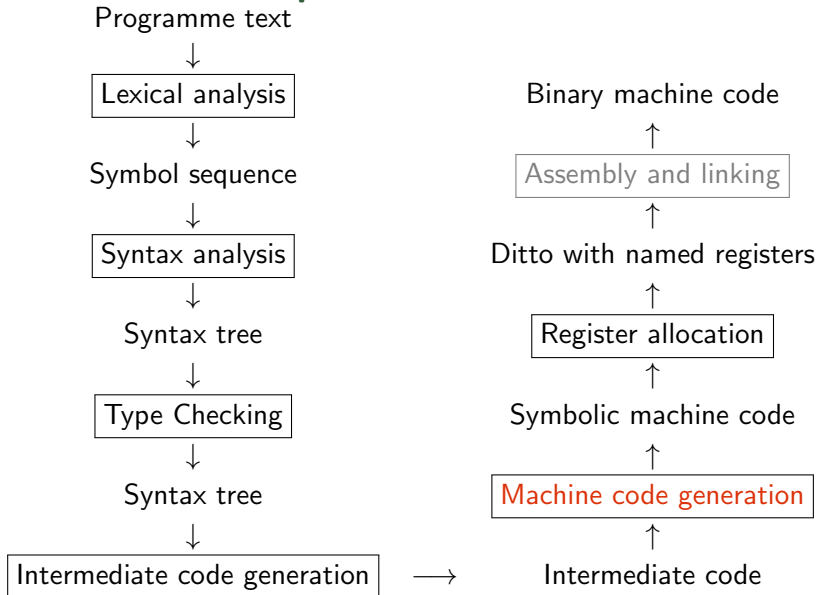 Programme text
Lexical analysis
Symbol sequence
Syntax analysis
Syntax tree
Type Checking
Syntax tree
Intermediate code generation
Intermediate code
Machine code generation
Symbolic machine code
Register allocation
Ditto with named registers
Assembly and linking
Binary machine code